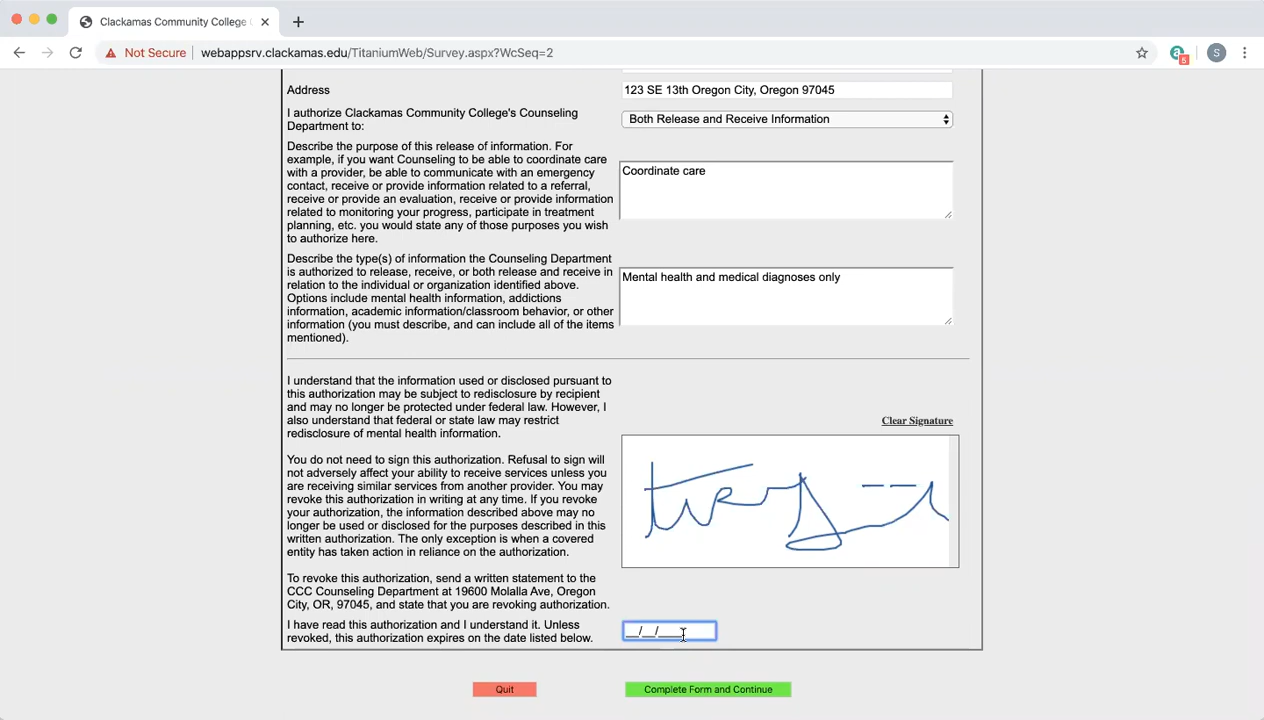 Clackamas Community College
Not Secure webappsrv.clackamas.edu/TitaniumWeb/Survey.aspx?WcSeq=2
5
S
Address
123 SE 13th Oregon City, Oregon 97045
I authorize Clackamas Community College's Counseling
Department to:
Both Release and Receive Information
Describe the purpose of this release of information. For
example, if you want Counseling to be able to coordinate care
with a provider, be able to communicate with an emergency
contact, receive or provide information related to a referral,
receive or provide an evaluation, receive or provide information
related to monitoring your progress, participate in treatment
planning, etc. you would state any of those purposes you wish
to authorize here.
Coordinate care
Describe the type(s) of information the Counseling Department
is authorized to release, receive, or both release and receive in
relation to the individual or organization identified above.
Options include mental health information, addictions
information, academic information/classroom behavior, or other
information (you must describe, and can include all of the items
mentioned).
Mental health and medical diagnoses only
I understand that the information used or disclosed pursuant to
this authorization may be subject to redisclosure by recipient
and may no longer be protected under federal law. However, I
also understand that federal or state law may restrict
redisclosure of mental health information.
Clear Signature
You do not need to sign this authorization. Refusal to sign will
not adversely affect your ability to receive services unless you
are receiving similar services from another provider. You may
revoke this authorization in writing at any time. If you revoke
your authorization, the information described above may no
longer be used or disclosed for the purposes described in this
written authorization. The only exception is when a covered
entity has taken action in reliance on the authorization.
To revoke this authorization, send a written statement to the
CCC Counseling Department at 19600 Molalla Ave, Oregon
City, OR, 97045, and state that you are revoking authorization.
I have read this authorization and I understand it. Unless
revoked, this authorization expires on the date listed below.
__/__/____
Quit
Complete Form and Continue